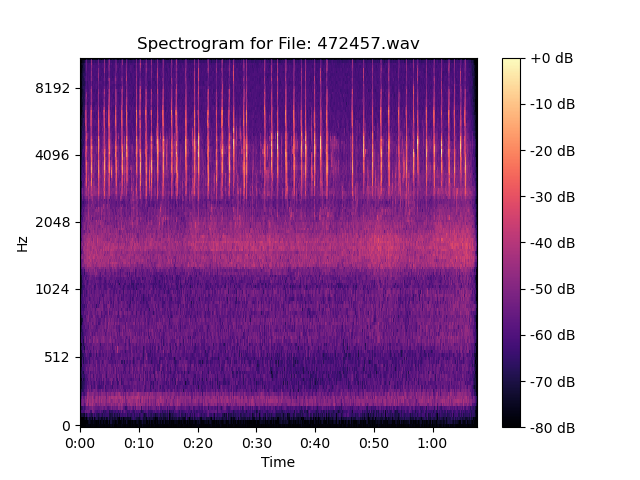 Spectrogram for File: 472457.wav
Hz
8192
4096
2048
1024
512
0
0:00 0:10 0:20 0:30 0:40 0:50 1:00
Time
+0 dB
-10 dB
-20 dB
-30 dB
-40 dB
-50 dB
-60 dB
-70 dB
-80 dB